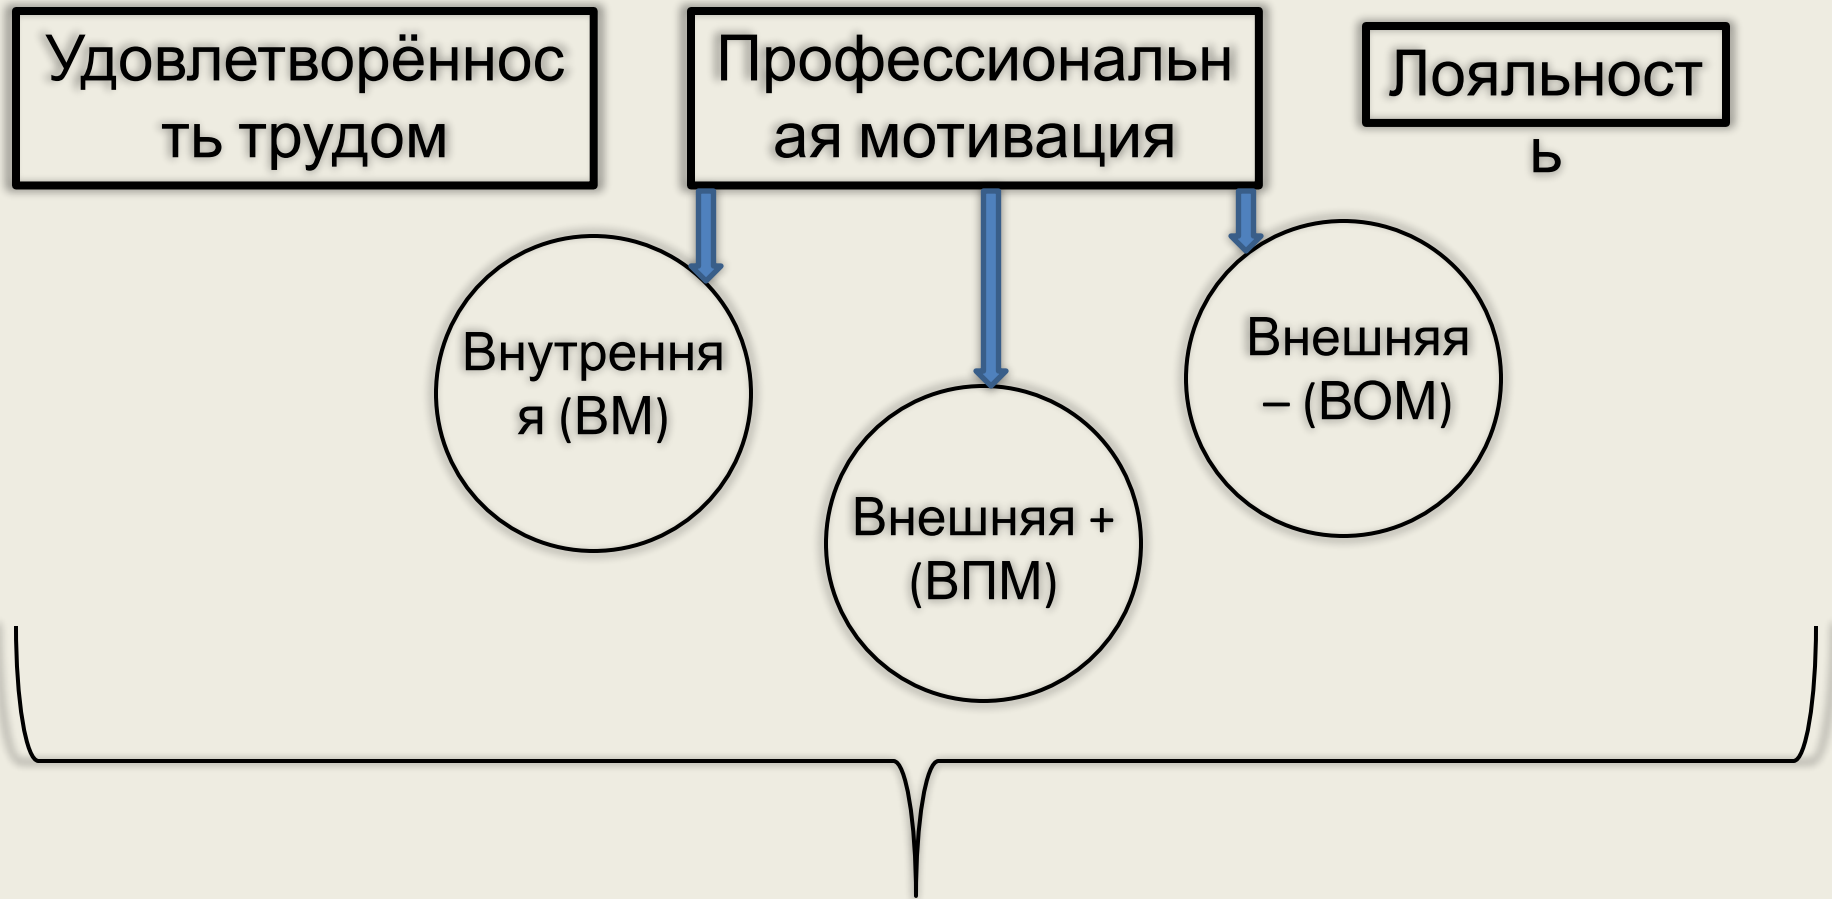 Удовлетворённос
ть трудом
Профессиональн
ая мотивация
Лояльност
ь
Внутрення
я (ВМ)
Внешняя +
(ВПМ)
Внешняя
– (ВОМ)